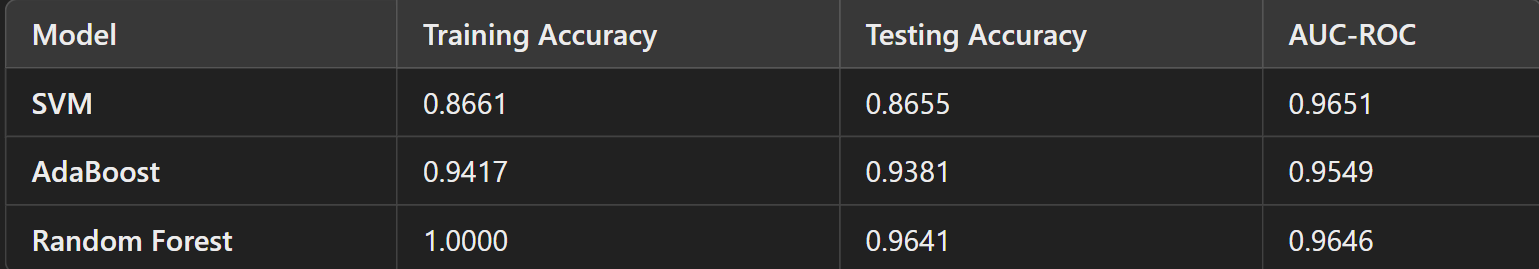 Model Training Accuracy Testing Accuracy AUC-ROC
SVM 0.8661 0.8655 0.9651
AdaBoost 0.9417 0.9381 0.9549
Random Forest 1.0000 0.9641 0.9646